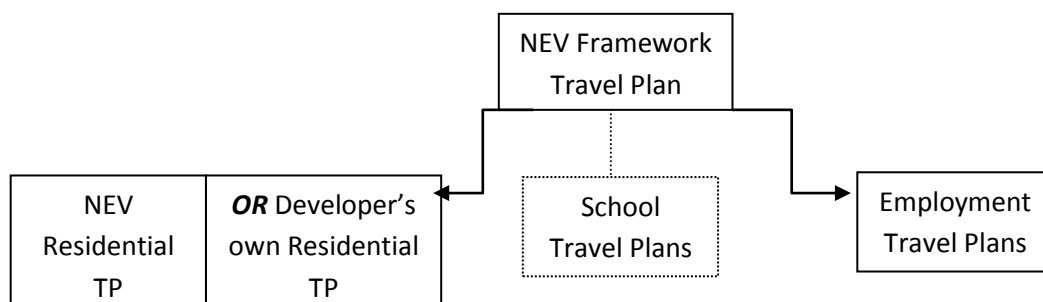 NEV Framework
Travel Plan
NEV
Residential
TP
OR Developer’s
own Residential
TP
School
Travel Plans
Employment
Travel Plans